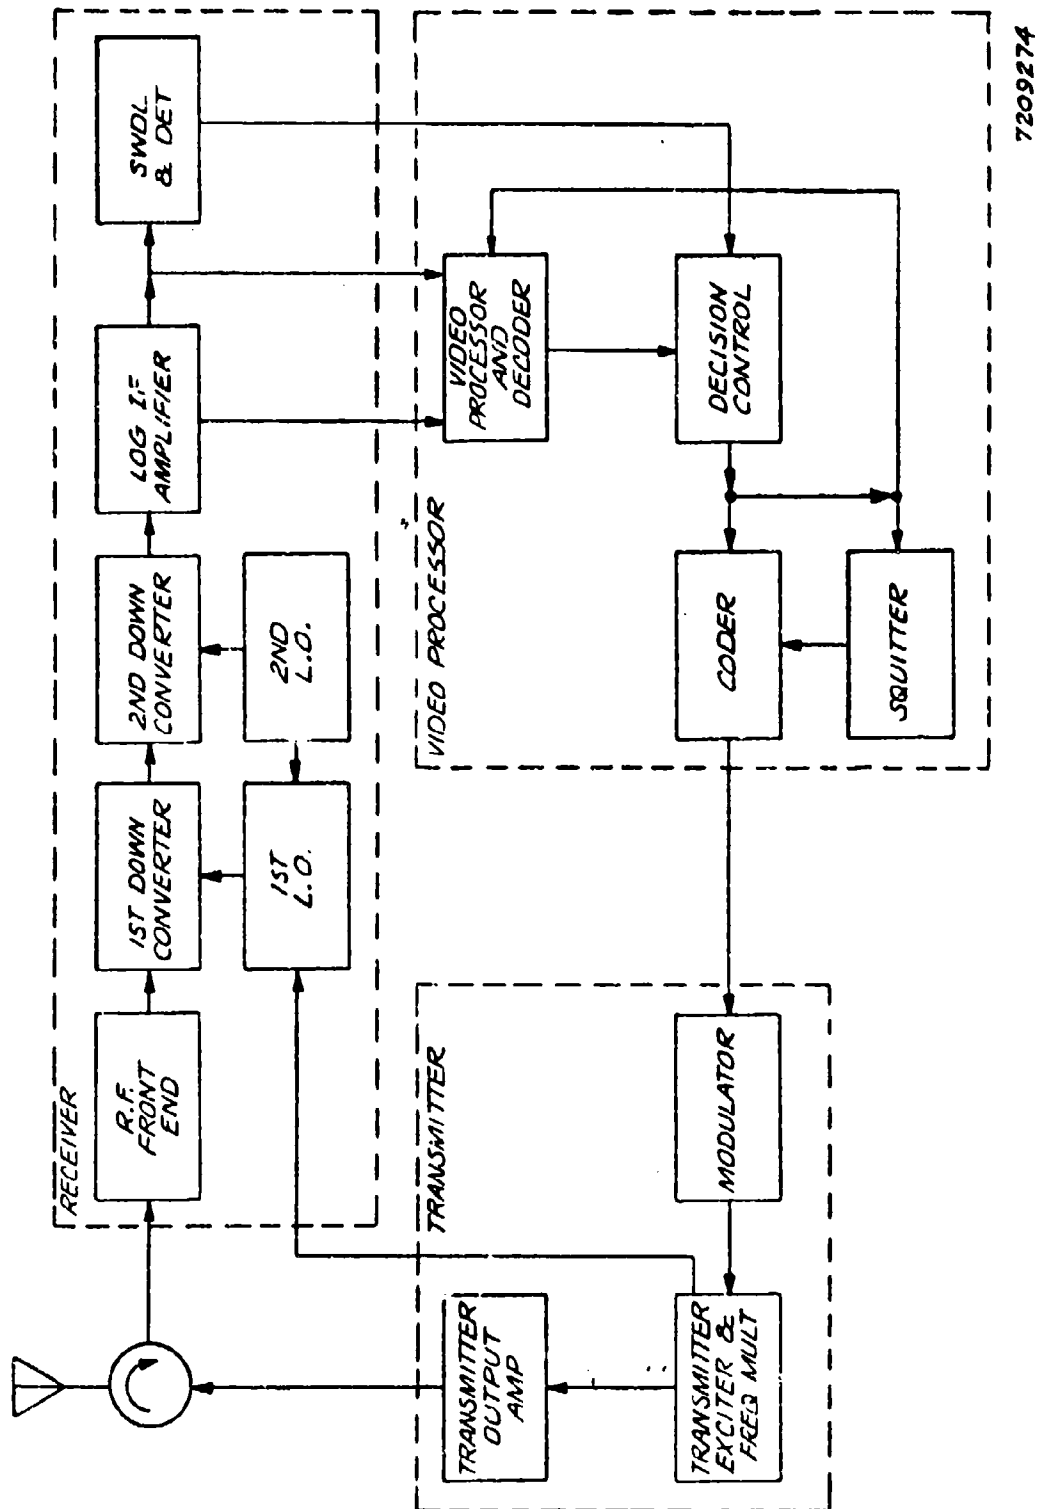 RECEIVER
R.F.
FRONT
END
1ST DOWN
CONVERTER
2ND DOWN
CONVERTER
LOG IF
AMPLIFIER
SWDL
& DET
1ST
L.O.
2ND
L.O.
TRANSMITTER
TRANSMITTER
OUTPUT
AMP
TRANSMITTER
EXCITER &
FREQ MULT
MODULATOR
VIDEO PROCESSOR
VIDEO
PROCESSOR
AND
DECODER
DECISION
CONTROL
CODER
SQUITTER
7209274